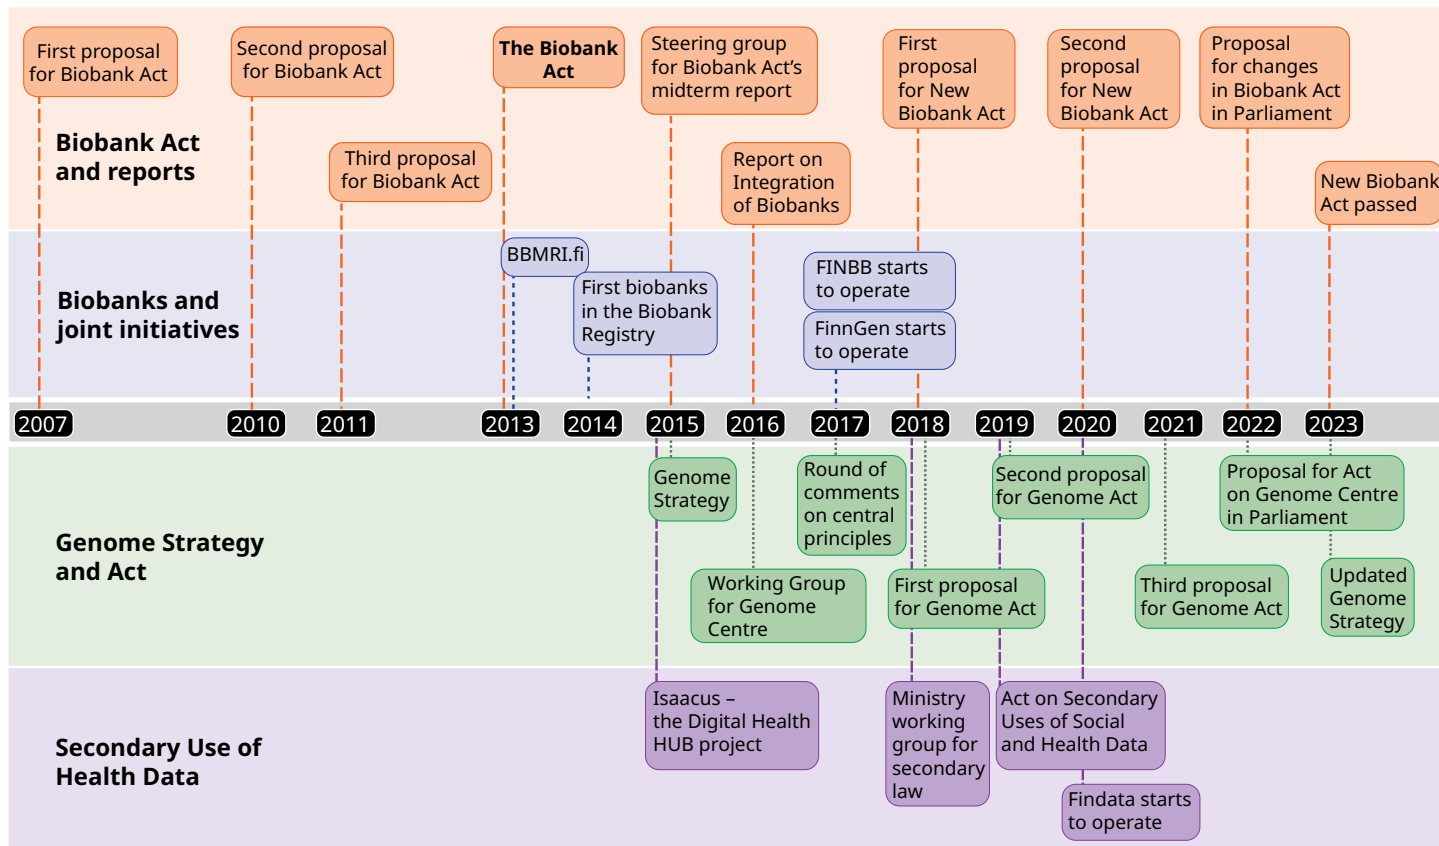 First proposal
for Biobank Act
Second proposal
for Biobank Act
The Biobank
Act
Steering group
for Biobank Act’s
midterm report
First
proposal
for New
Biobank Act
Second
proposal
for New
Biobank Act
Proposal
for changes
in Biobank Act
in Parliament
Biobank Act
and reports
Third proposal
for Biobank Act
Report on
Integration
of Biobanks
New Biobank
Act passed
Biobanks and
joint initiatives
BBMRI.fi
First biobanks
in the Biobank
Registry
FINBB starts
to operate
FinnGen starts
to operate
2007
2010
2011
2013
2014
2015
2016
2017
2018
2019
2020
2021
2022
2023
Genome Strategy
and Act
Genome
Strategy
Working Group
for Genome
Centre
Round of
comments
on central
principles
First proposal
for Genome Act
Second proposal
for Genome Act
Third proposal
for Genome Act
Proposal for Act
on Genome Centre
in Parliament
Updated
Genome
Strategy
Secondary Use of
Health Data
Isaacus –
the Digital Health
HUB project
Ministry
working
group for
secondary
law
Act on Secondary
Uses of Social
and Health Data
Findata starts
to operate